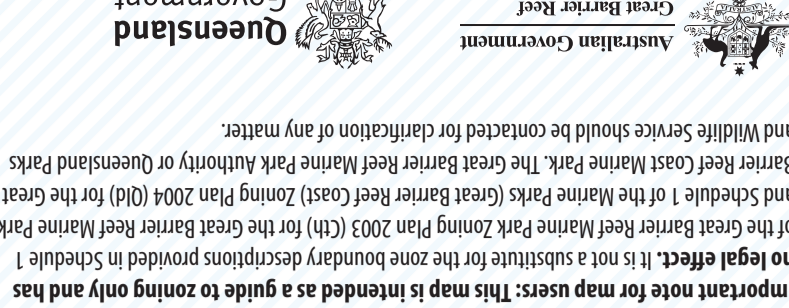 Important note for map users: This map is intended as a guide to zoning only and has
no legal effect. It is not a substitute for the zone boundary descriptions provided in Schedule 1
of the Great Barrier Reef Marine Park Zoning Plan 2003 (Cth) for the Great Barrier Reef Marine Park
and Schedule 1 of the Marine Parks (Great Barrier Reef Coast) Zoning Plan 2004 (Qld) for the Great
Barrier Reef Coast Marine Park. The Great Barrier Reef Marine Park Authority or Queensland Parks
and Wildlife Service should be contacted for clarification of any matter.
Australian Government
Great Barrier Reef
Queensland
Government